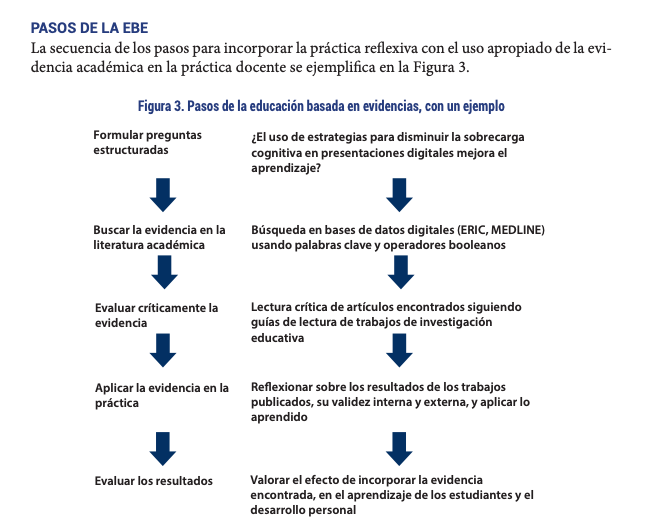 PASOS DE LA EBE
La secuencia de los pasos para incorporar la práctica reflexiva con el uso apropiado de la evi-
dencia académica en la práctica docente se ejemplifica en la Figura 3.
Figura 3. Pasos de la educación basada en evidencias, con un ejemplo
Formular preguntas
estructuradas
¿El uso de estrategias para disminuir la sobrecarga
cognitiva en presentaciones digitales mejora el
aprendizaje?
Buscar la evidencia en la
literatura académica
Búsqueda en bases de datos digitales (ERIC, MEDLINE)
usando palabras clave y operadores booleanos
Evaluar críticamente la
evidencia
Lectura crítica de artículos encontrados siguiendo
guías de lectura de trabajos de investigación
educativa
Aplicar la evidencia en la
práctica
Reflexionar sobre los resultados de los trabajos
publicados, su validez interna y externa, y aplicar lo
aprendido
Evaluar los resultados
Valorar el efecto de incorporar la evidencia
encontrada, en el aprendizaje de los estudiantes y el
desarrollo personal